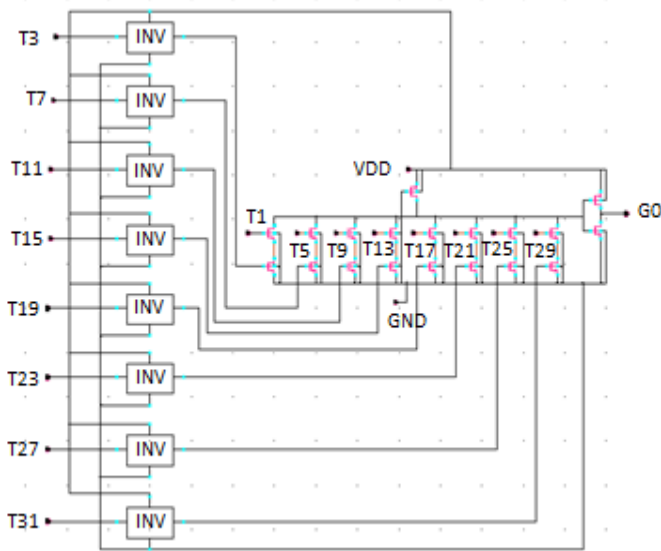 T3 INV
T7 INV
T11 INV
VDD
T1 G0
T15 INV T5 T9 T13 T17 T21 T25 T29
T19 INV GND
T23 INV
T27 INV
T31 INV